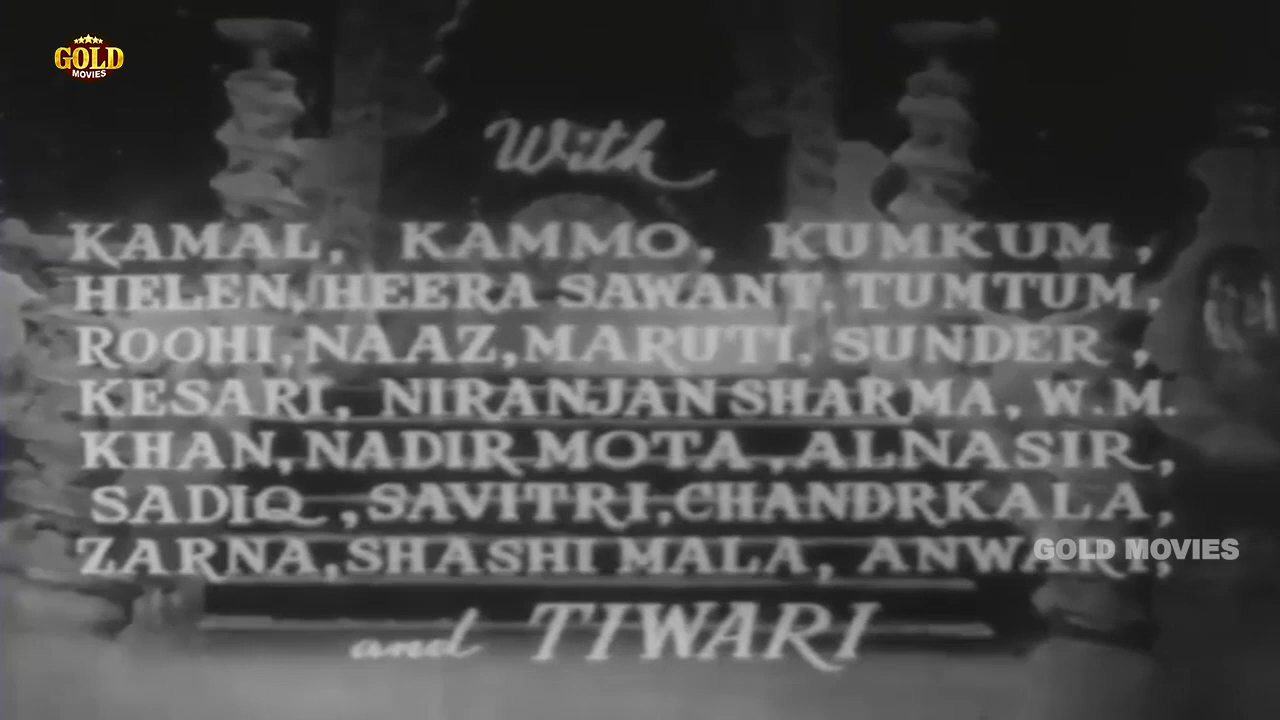 GOLD
MOVIES
With
KAMAL, KAMMO, KUMKUM,
HELEN, HEERA SAWANT, TUMTUM,
ROOHI, NAAZ, MARUTI, SUNDER,
KESARI, NIRANJAN SHARMA, W.M.
KHAN, NADIR MOTA, ALNASIR,
SADIQ, SAVITRI, CHANDRKALA,
ZARNA, SHASHI MALA, ANWARI,
GOLD MOVIES
and TIWARI